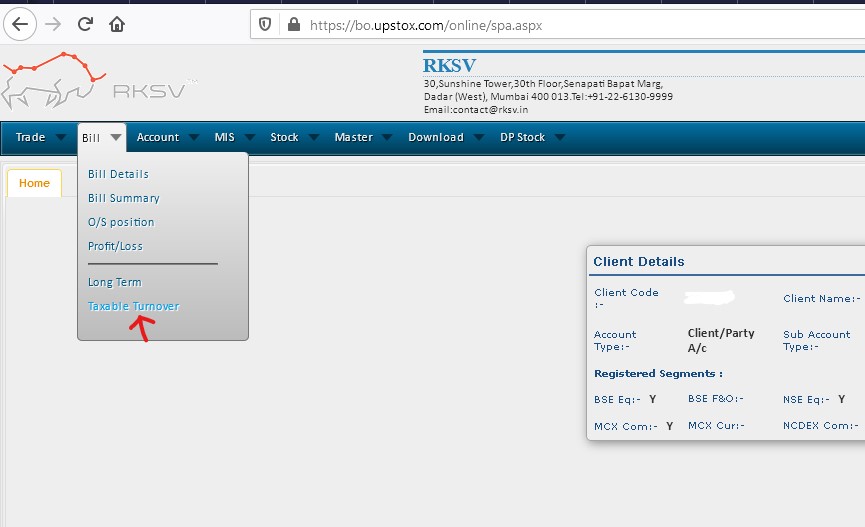 https://bo.upstox.com/online/spa.aspx
RKSV™
RKSV
30,Sunshine Tower,30th Floor,Senapati Bapat Marg,
Dadar (West), Mumbai 400 013.Tel:+91-22-6130-9999
Email:contact@rksv.in
Trade Bill Account MIS Stock Master Download DP Stock
Home
Bill Details
Bill Summary
O/S position
Profit/Loss
Long Term
Taxable Turnover
Client Details
Client Code :- Client Name:-
Account Type:- Client/Party A/c Sub Account Type:-
Registered Segments :
BSE Eq:- Y BSE F&O:- NSE Eq:- Y
MCX Com:- Y MCX Cur:- NCDEX Com:-